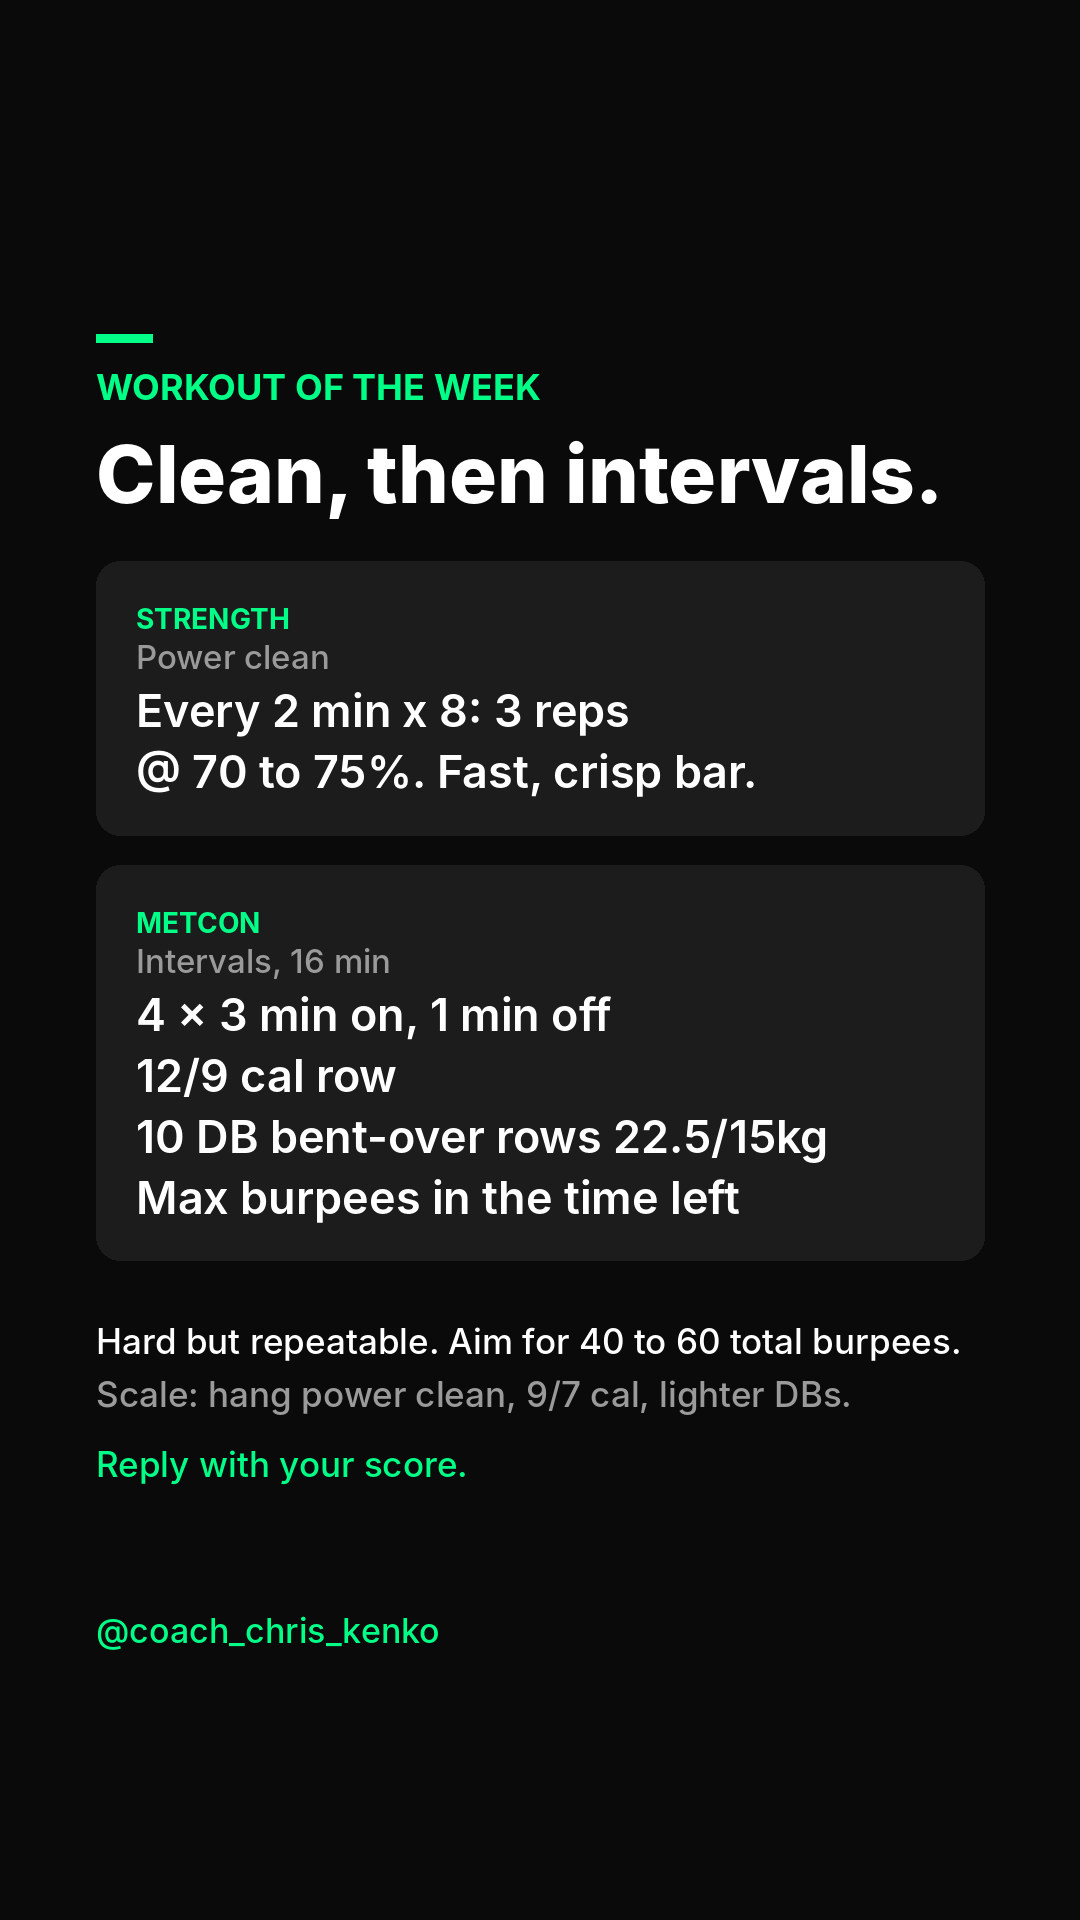 WORKOUT OF THE WEEK
Clean, then intervals.
STRENGTH
Power clean
Every 2 min x 8: 3 reps
@ 70 to 75%. Fast, crisp bar.
METCON
Intervals, 16 min
4 × 3 min on, 1 min off
12/9 cal row
10 DB bent-over rows 22.5/15kg
Max burpees in the time left
Hard but repeatable. Aim for 40 to 60 total burpees.
Scale: hang power clean, 9/7 cal, lighter DBs.
Reply with your score.
@coach_chris_kenko